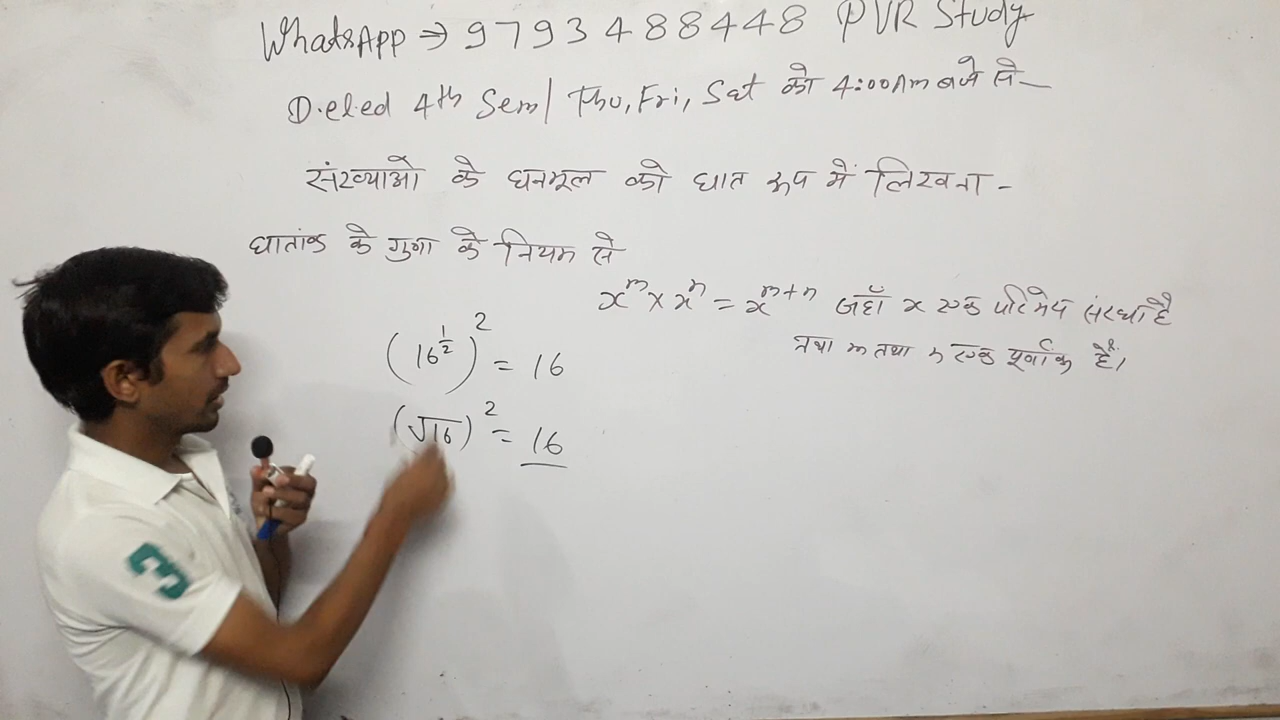 WhatsApp ⇒ 9793488448 PVR Study
D.el.ed 4th Sem/ Thu, Fri, Sat को 4:00Am बजे से-
संख्याओ के घनमूल को घात रूप में लिखना -
घातांक के गुणा के नियम से
x^m × x^n = x^(m+n) जहाँ x एक परिमेय संख्या है
तथा m तथा n एक पूर्णांक हैं।
(16^(1/2))^2 = 16
(√16)^2 = 16
3